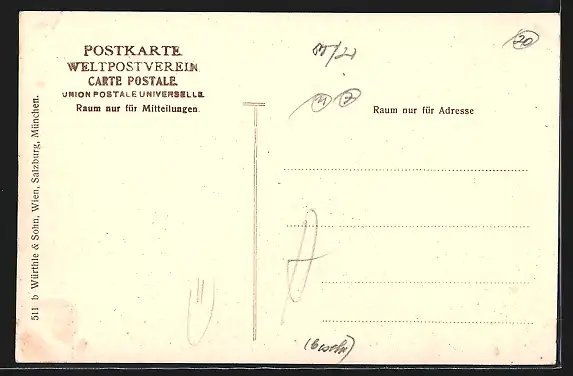 POSTKARTE
WELTPOSTVEREIN
CARTE POSTALE
UNION POSTALE UNIVERSELLE
Raum nur für Mitteilungen.
Raum nur für Adresse
511 b Würthle & Sohn, Wien, Salzburg, München.
20